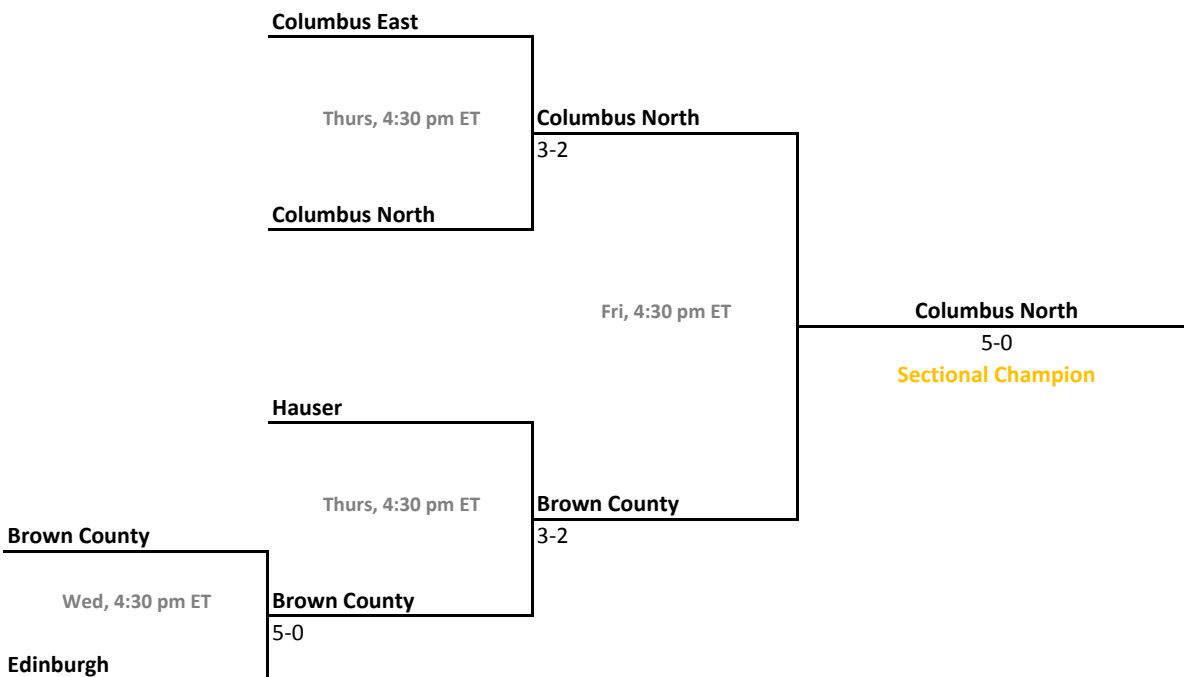 Columbus East
Thurs, 4:30 pm ET
Columbus North
3-2
Columbus North
Fri, 4:30 pm ET
Columbus North
5-0
Sectional Champion
Hauser
Thurs, 4:30 pm ET
Brown County
3-2
Brown County
Wed, 4:30 pm ET
Brown County
5-0
Edinburgh